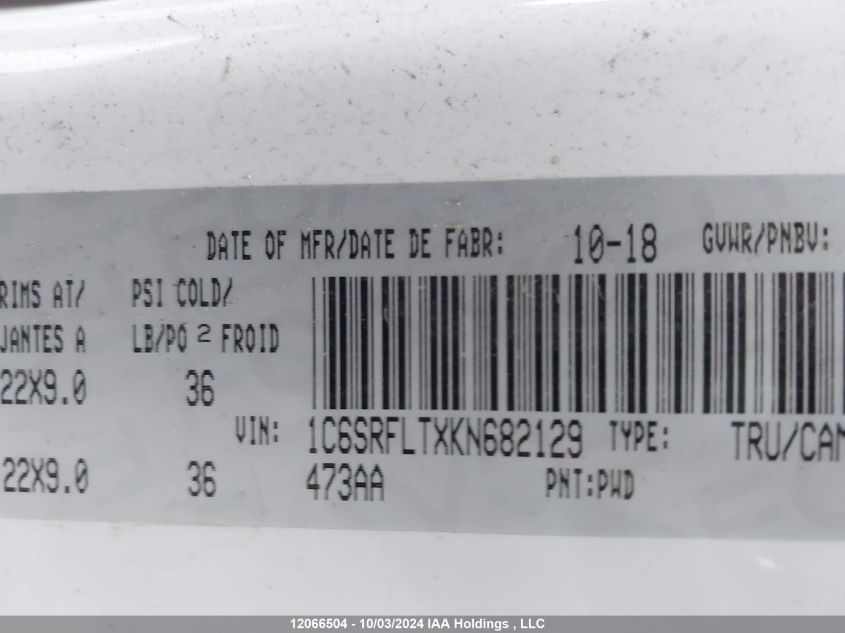 DATE OF MFR/DATE DE FABR: 10-18 GVWR/PNBV:
RIMS AT/ PSI COLD/
JANTES A LB/PO 2 FROID
22X9.0 36
VIN: 1C6SRFLTXKN682129 TYPE: TRU/CAM
22X9.0 36 473AA PNT:PWD
12066504 - 10/03/2024 IAA Holdings , LLC